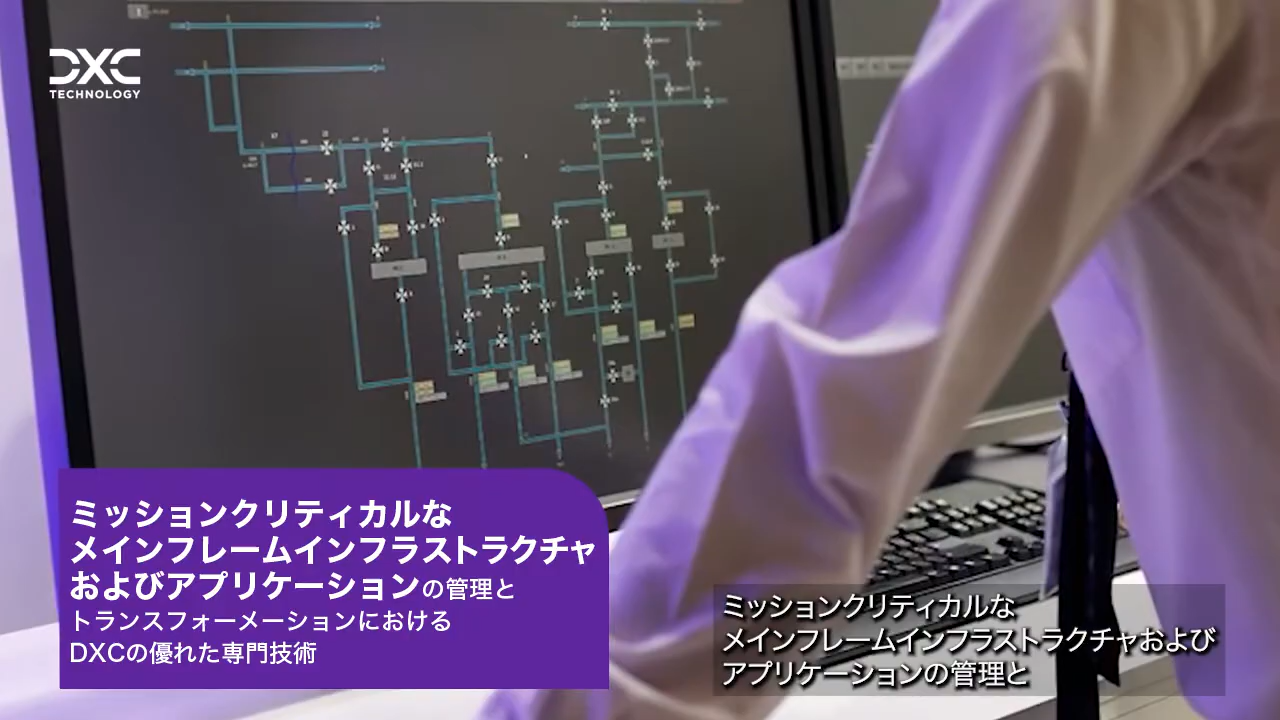 DXC
TECHNOLOGY
ミッションクリティカルな
メインフレームインフラストラクチャ
およびアプリケーションの管理と
トランスフォーメーションにおける
DXCの優れた専門技術
ミッションクリティカルな
メインフレームインフラストラクチャおよび
アプリケーションの管理と